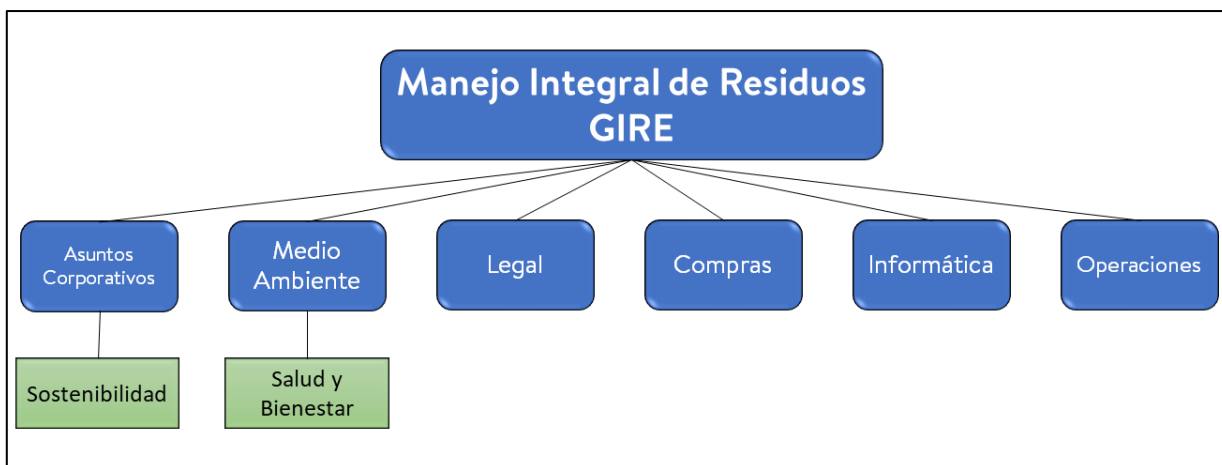 Manejo Integral de Residuos
GIRE
Asuntos
Corporativos
Medio
Ambiente
Legal
Compras
Informática
Operaciones
Sostenibilidad
Salud y
Bienestar